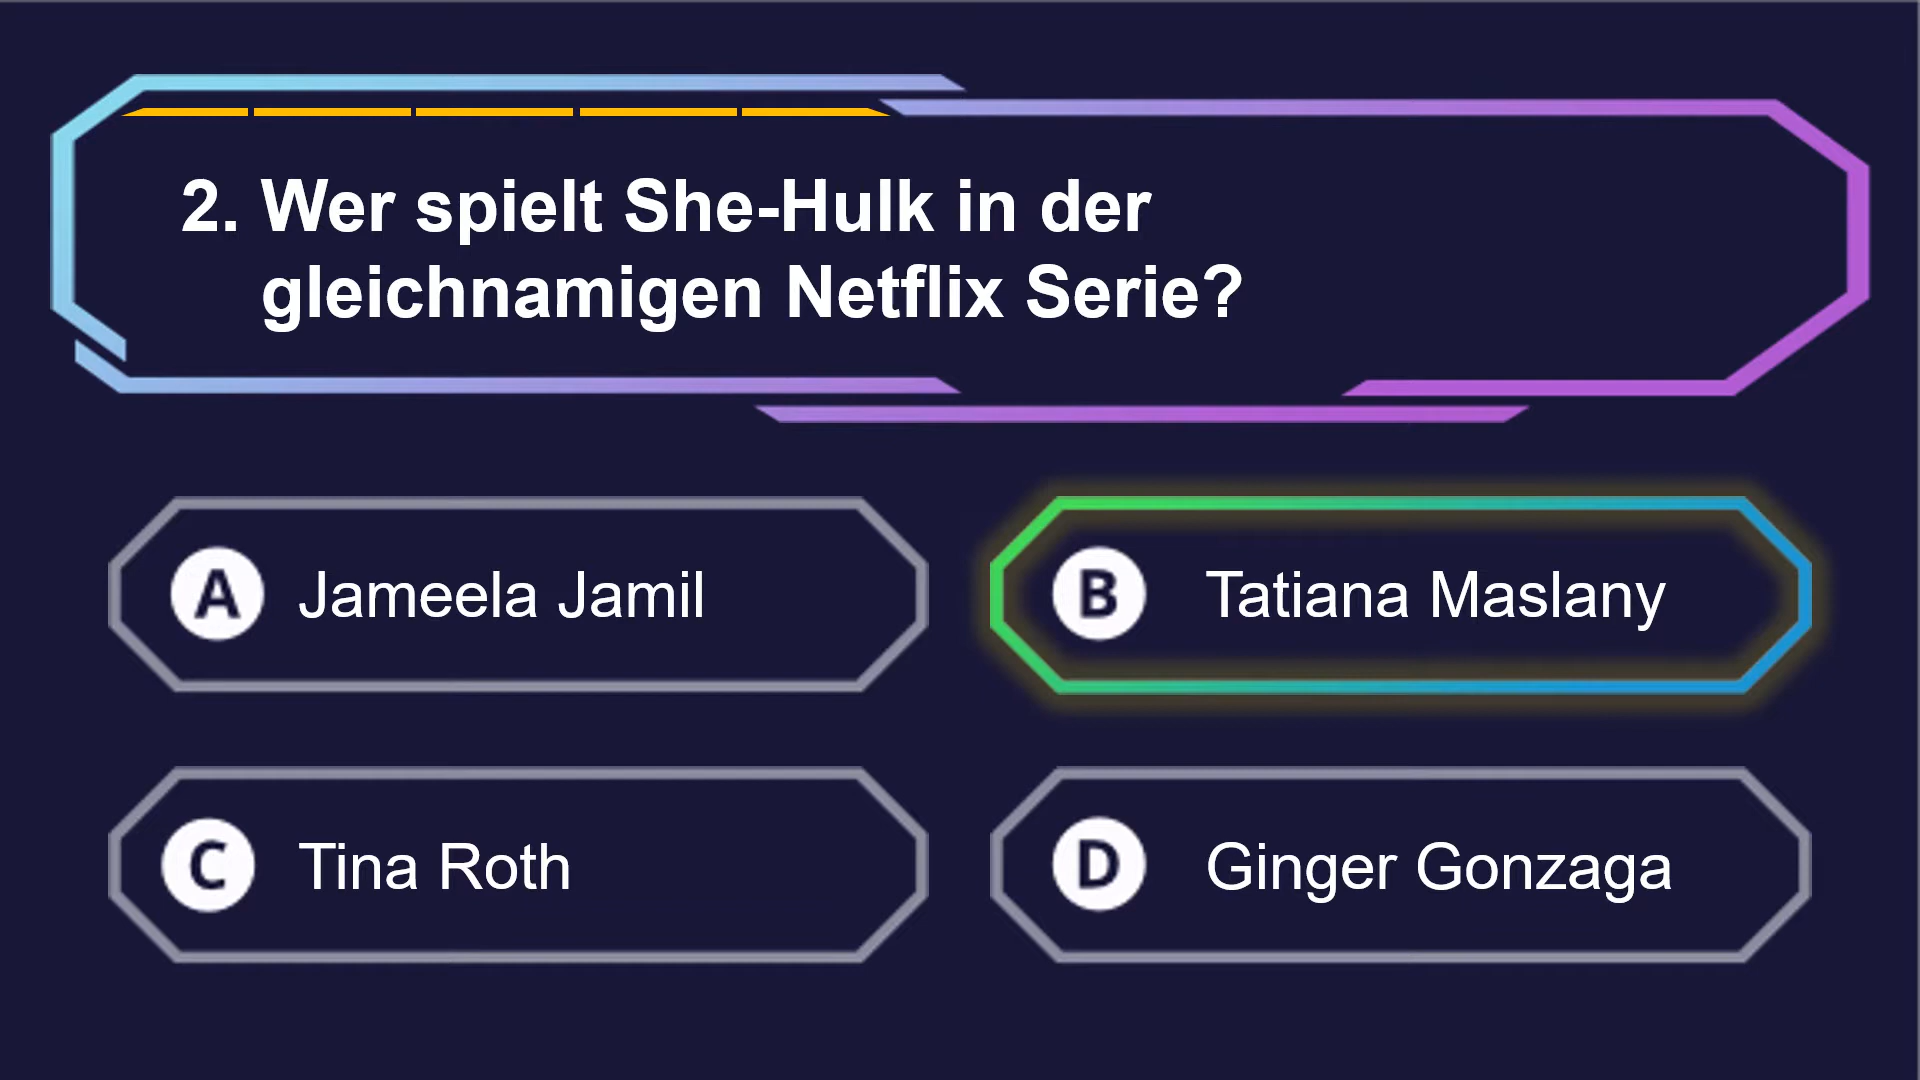 2. Wer spielt She-Hulk in der
gleichnamigen Netflix Serie?
A Jameela Jamil
B Tatiana Maslany
C Tina Roth
D Ginger Gonzaga